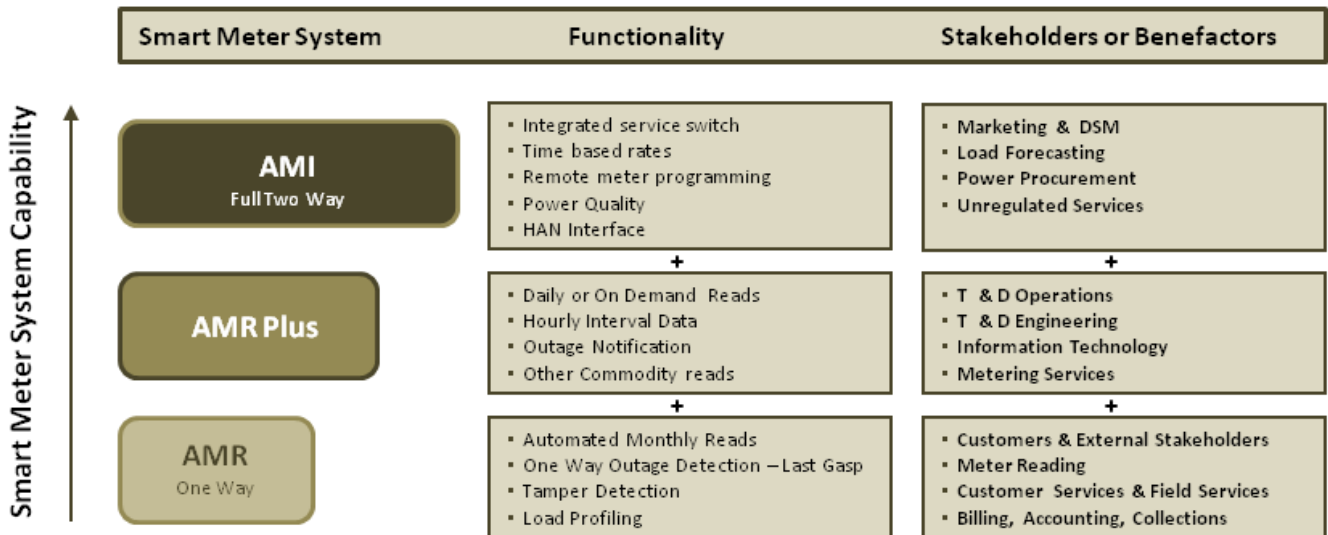 Smart Meter System Functionality Stakeholders or Benefactors
Smart Meter System Capability
AMI
Full Two Way
▪ Integrated service switch
▪ Time based rates
▪ Remote meter programming
▪ Power Quality
▪ HAN Interface
▪ Marketing & DSM
▪ Load Forecasting
▪ Power Procurement
▪ Unregulated Services
+ +
AMR Plus
▪ Daily or On Demand Reads
▪ Hourly Interval Data
▪ Outage Notification
▪ Other Commodity reads
▪ T & D Operations
▪ T & D Engineering
▪ Information Technology
▪ Metering Services
+ +
AMR
One Way
▪ Automated Monthly Reads
▪ One Way Outage Detection – Last Gasp
▪ Tamper Detection
▪ Load Profiling
▪ Customers & External Stakeholders
▪ Meter Reading
▪ Customer Services & Field Services
▪ Billing, Accounting, Collections